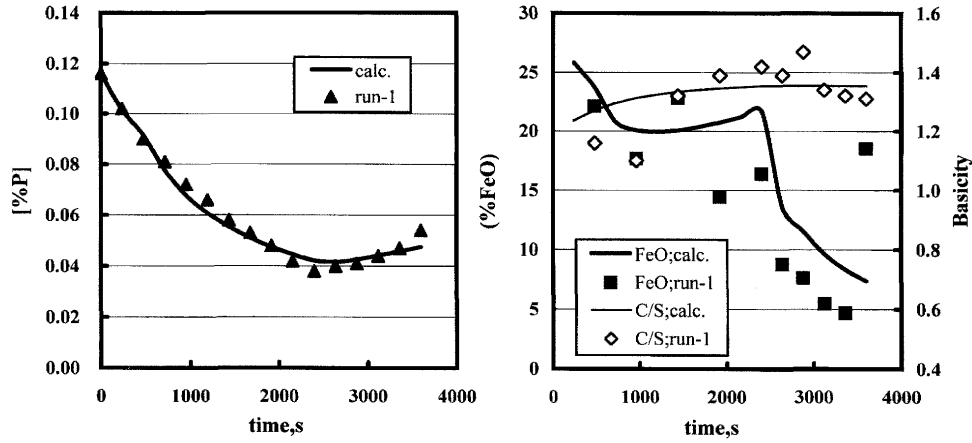 0.14
0.12
0.10
0.08
0.06
0.04
0.02
0.00
[%P]
calc.
run-1
0 1000 2000 3000 4000
time,s
30
25
20
15
10
5
0
(%FeO)
FeO;calc.
FeO;run-1
C/S;calc.
C/S;run-1
1.6
1.4
1.2
1.0
0.8
0.6
0.4
Basicity
0 1000 2000 3000 4000
time,s